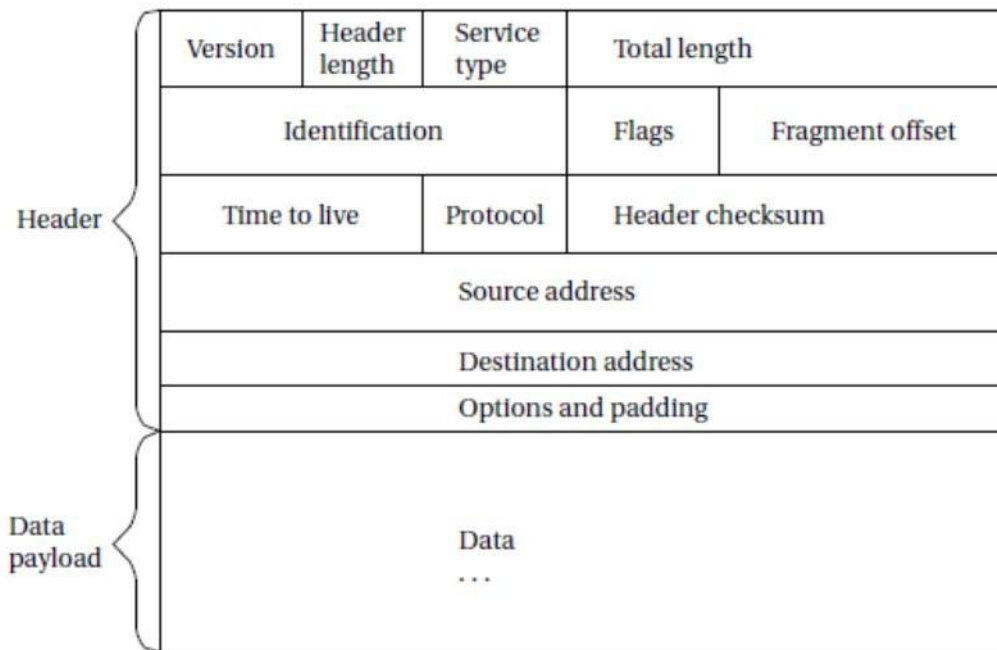 Version
Header
length
Service
type
Total length
Identification
Flags
Fragment offset
Header
Time to live
Protocol
Header checksum
Source address
Destination address
Options and padding
Data
payload
Data
...